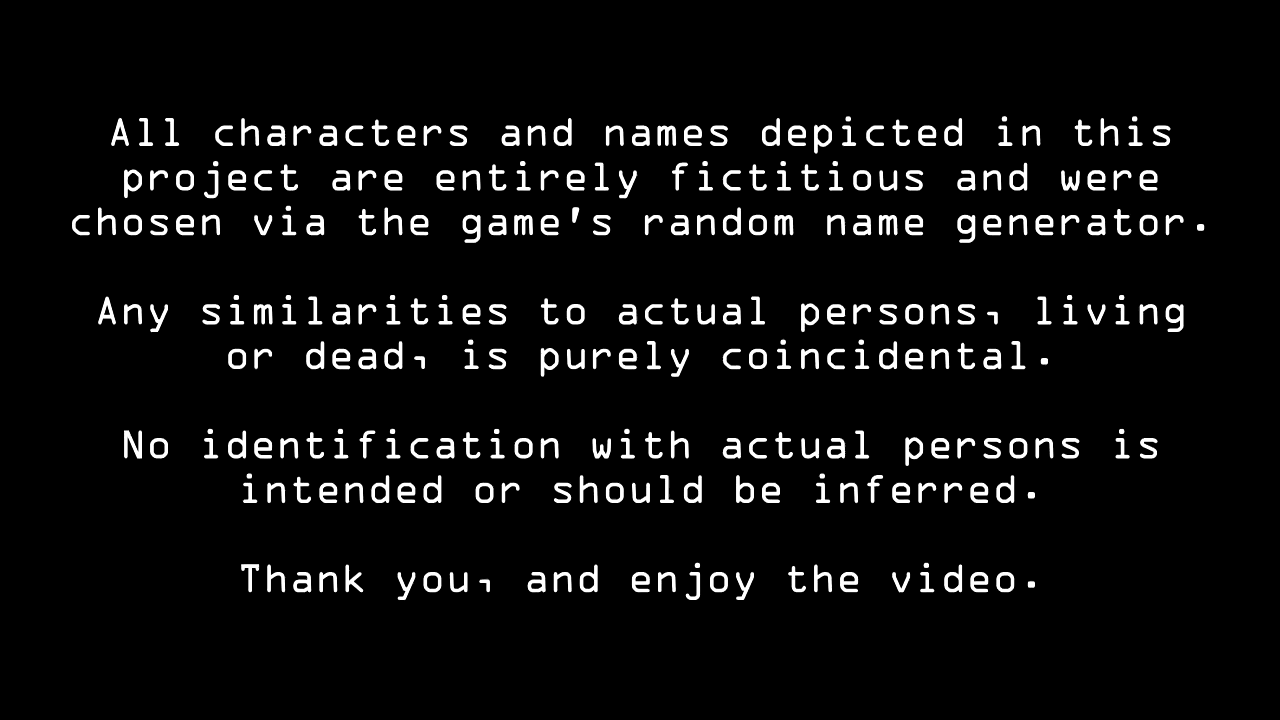 All characters and names depicted in this
project are entirely fictitious and were
chosen via the game's random name generator.
Any similarities to actual persons, living
or dead, is purely coincidental.
No identification with actual persons is
intended or should be inferred.
Thank you, and enjoy the video.